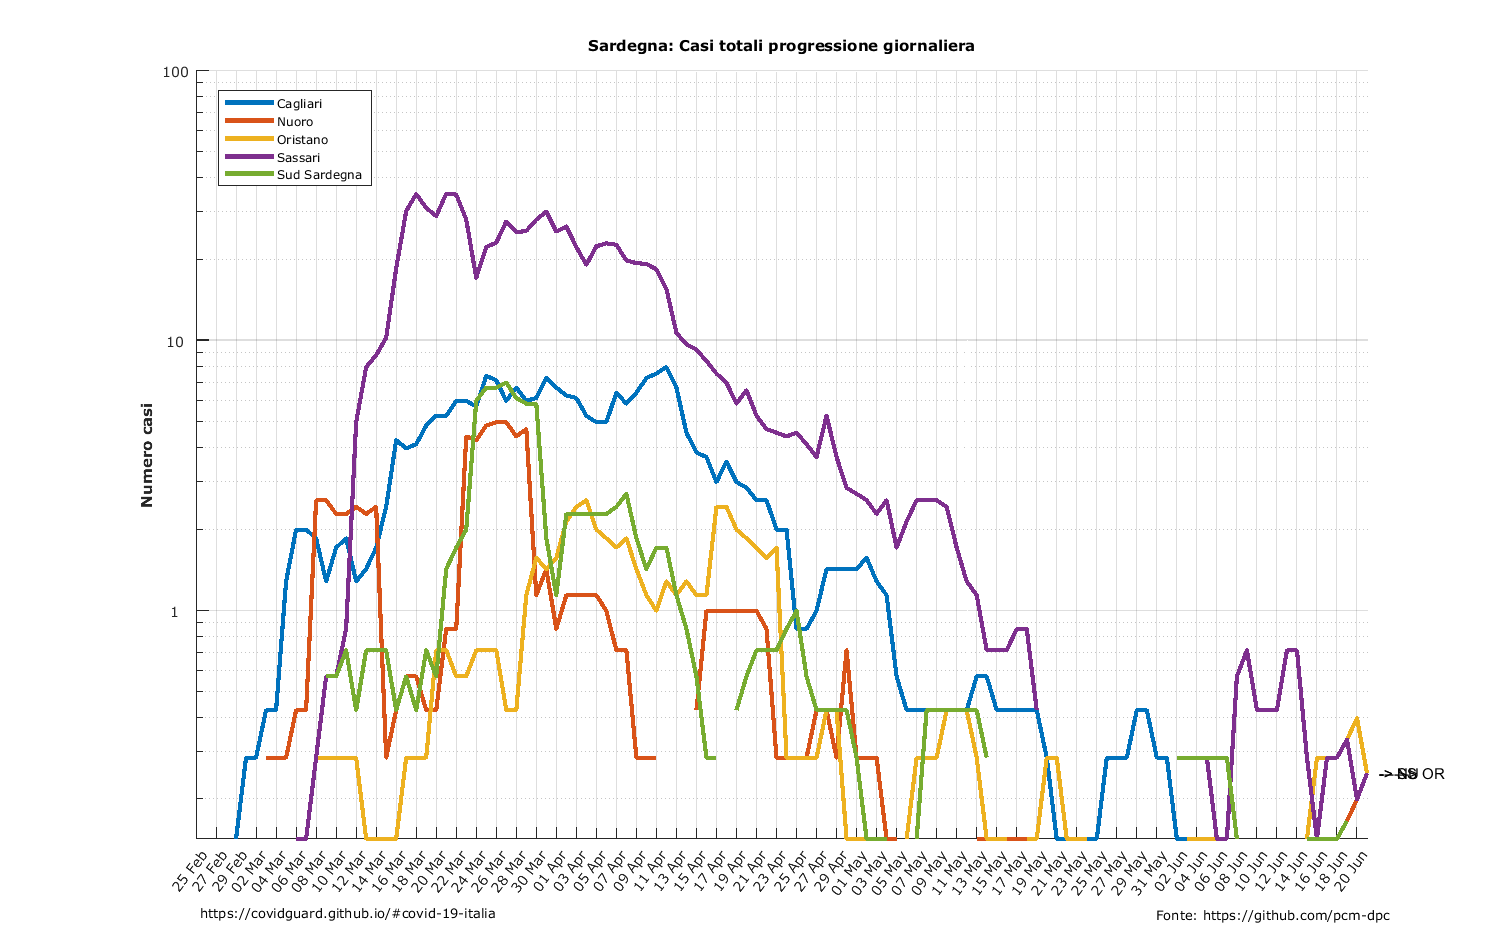 Sardegna: Casi totali progressione giornaliera
100
10
1
Numero casi
Cagliari
Nuoro
Oristano
Sassari
Sud Sardegna
OR
25 Feb
27 Feb
29 Feb
02 Mar
04 Mar
06 Mar
08 Mar
10 Mar
12 Mar
14 Mar
16 Mar
18 Mar
20 Mar
22 Mar
24 Mar
26 Mar
28 Mar
30 Mar
01 Apr
03 Apr
05 Apr
07 Apr
09 Apr
11 Apr
13 Apr
15 Apr
17 Apr
19 Apr
21 Apr
23 Apr
25 Apr
27 Apr
29 Apr
01 May
03 May
05 May
07 May
09 May
11 May
13 May
15 May
17 May
19 May
21 May
23 May
25 May
27 May
29 May
31 May
02 Jun
04 Jun
06 Jun
08 Jun
10 Jun
12 Jun
14 Jun
16 Jun
18 Jun
20 Jun
https://covidguard.github.io/#covid-19-italia
Fonte: https://github.com/pcm-dpc